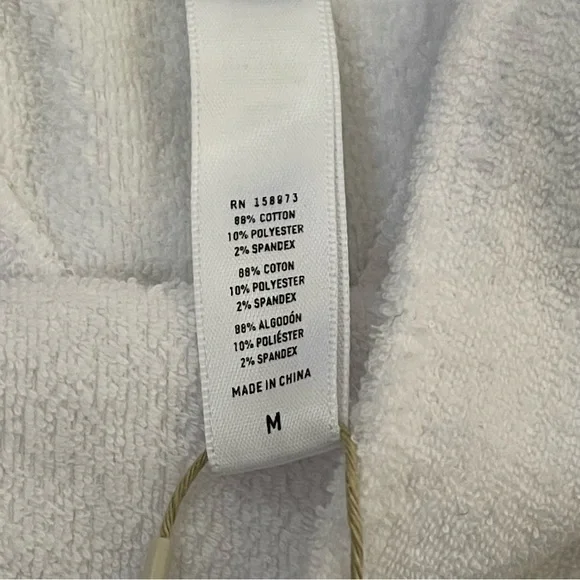 RN 158973
88% COTTON
10% POLYESTER
2% SPANDEX
88% COTON
10% POLYESTER
2% SPANDEX
88% ALGODÓN
10% POLIÉSTER
2% SPANDEX
MADE IN CHINA
M